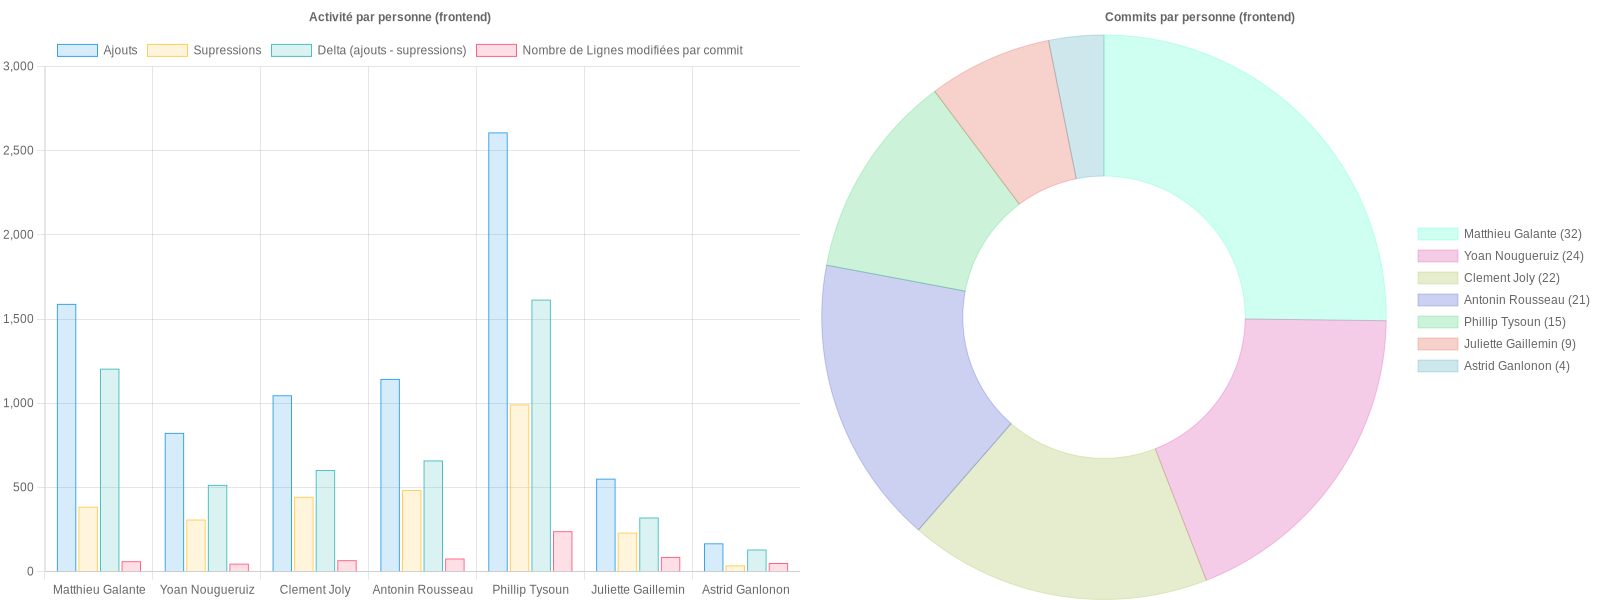 Activité par personne (frontend)
Ajouts
Supressions
Delta (ajouts - supressions)
Nombre de Lignes modifiées par commit
3,000
2,500
2,000
1,500
1,000
500
0
Matthieu Galante
Yoan Nougueruiz
Clement Joly
Antonin Rousseau
Phillip Tysoun
Juliette Gaillemin
Astrid Ganlonon
Commits par personne (frontend)
Matthieu Galante (32)
Yoan Nougueruiz (24)
Clement Joly (22)
Antonin Rousseau (21)
Phillip Tysoun (15)
Juliette Gaillemin (9)
Astrid Ganlonon (4)